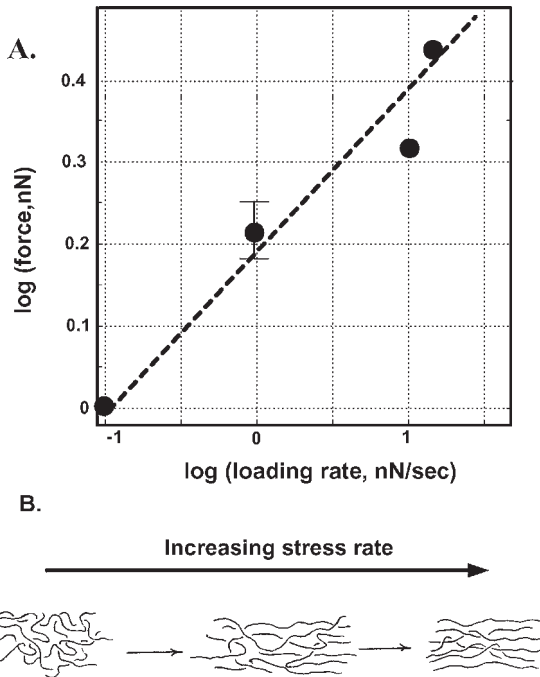 A.
0.4
0.3
0.2
0.1
0
log (force,nN)
-1 0 1
log (loading rate, nN/sec)
B.
Increasing stress rate